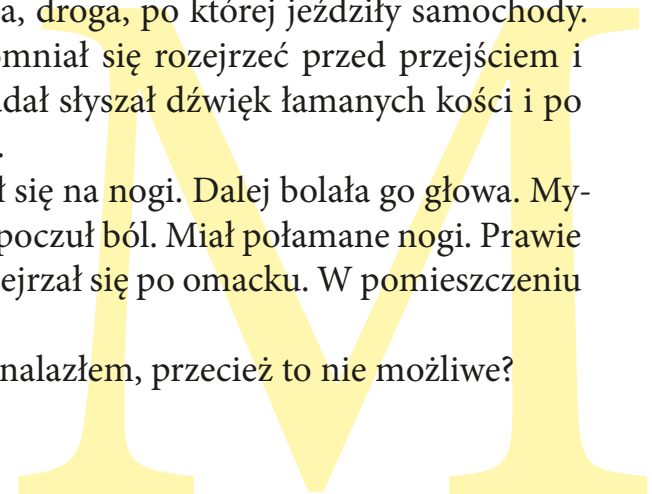 a, droga, po której jeździły samochody.
mniał się rozejrzeć przed przejściem i
dał słyszał dźwięk łamanych kości i po
.
ł się na nogi. Dalej bolała go głowa. My-
poczuł ból. Miał połamane nogi. Prawie
ejrzał się po omacku. W pomieszczeniu
nalazłem, przecież to nie możliwe?
M